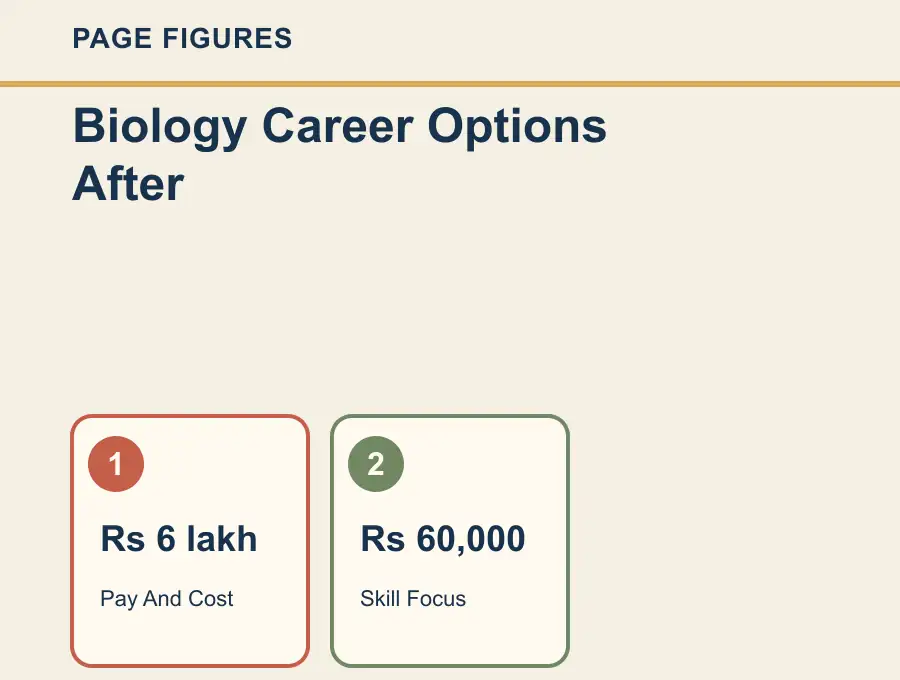 PAGE FIGURES
Biology Career Options
After
1
Rs 6 lakh
Pay And Cost
2
Rs 60,000
Skill Focus